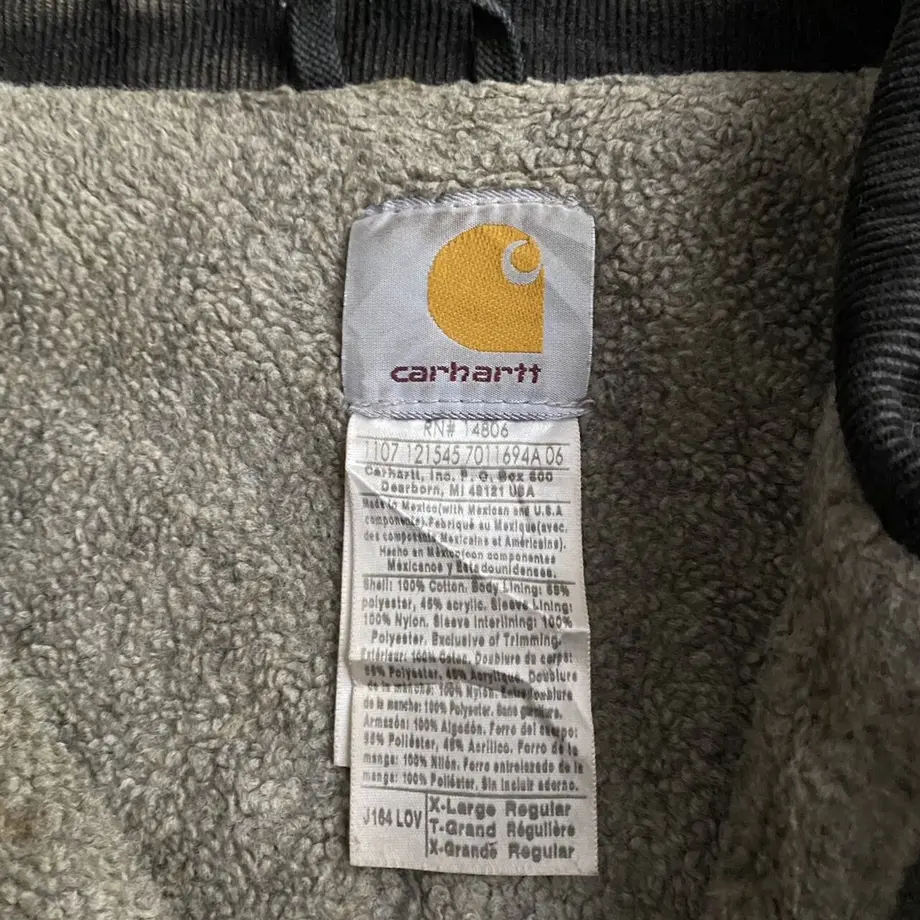 carhartt
RN# 14806
1107 121545 7011694A 06
Carhartt, Inc. P. O. Box 600
Dearborn, MI 48121 USA
Made in Mexico(with Mexican and U.S.A
components).Fabriqué au Mexique(avec.
des composants Mexicains et Américains).
Hecho en México(con componentes
Mexicanos y Estadounidenses.
Shell: 100% Cotton. Body Lining:
polyester, 45% acrylic. Sleeve Lining:
100% Nylon. Sleeve Interlining: 100%
Polyester. Exclusive of Trimming.
Extérieur: 100% Coton. Doublure du corps:
Polyester, 45% Acrylique. Doublure
de la manche: 100% Nylon. Entredoublure
de la manche: 100% Polyester. Sans garniture.
Armazón: 100% Algodón. Forro del cuerpo:
Poliéster, 45% Acrílico. Forro de la
manga: 100% Nilón. Forro entrelazado de la
manga: 100% Poliéster. Sin incluir adorno.
J164 LOV
X-Large Regular
T-Grand Régulière
X-Grande Regular